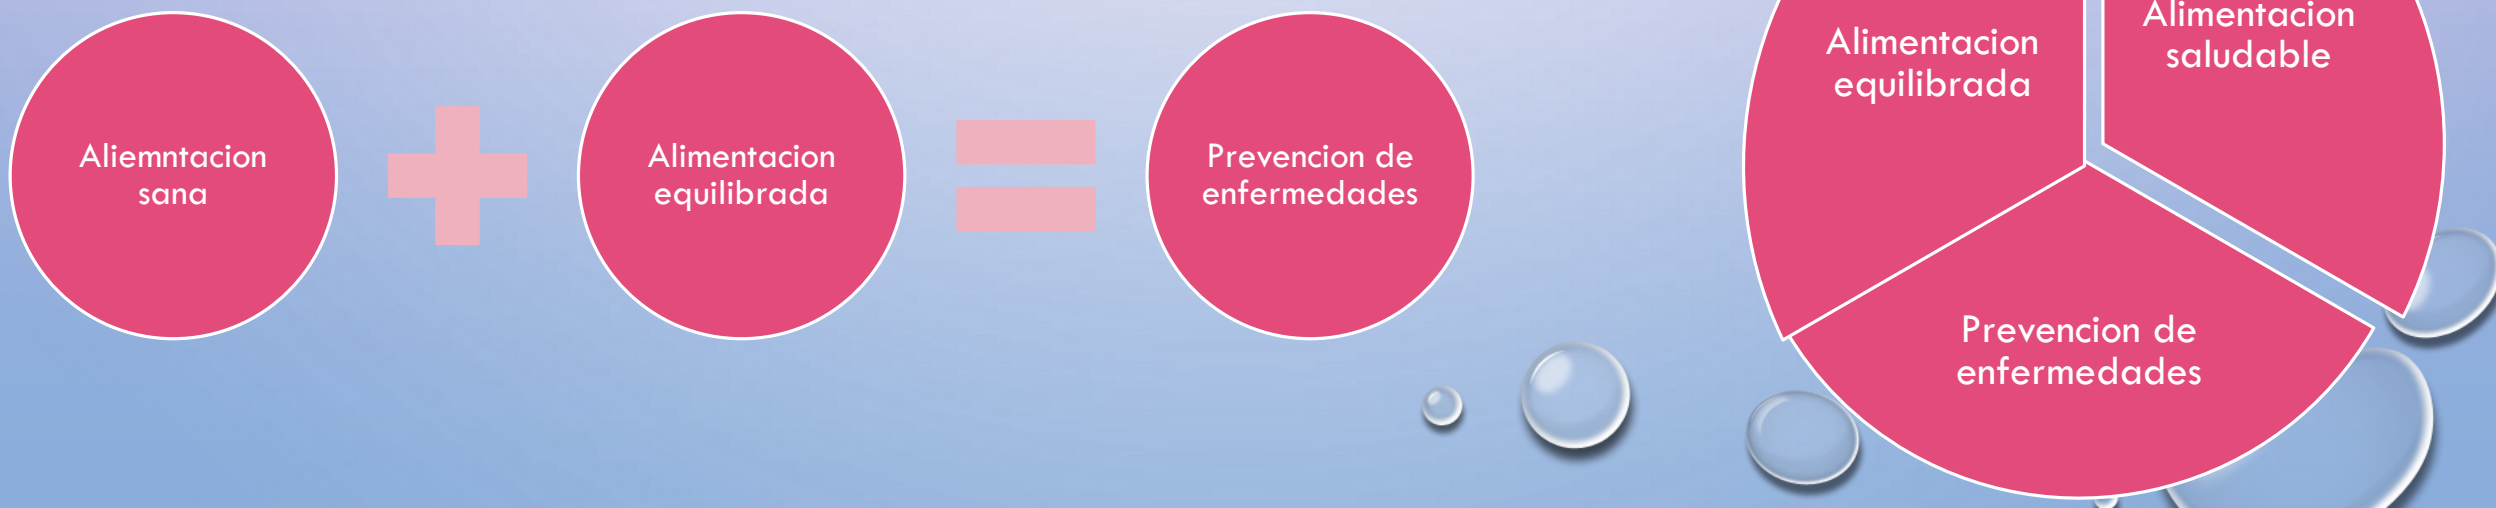 Aliemntacion
sana
Alimentacion
equilibrada
Prevencion de
enfermedades
Alimentacion
equilibrada
Alimentacion
saludable
Prevencion de
enfermedades